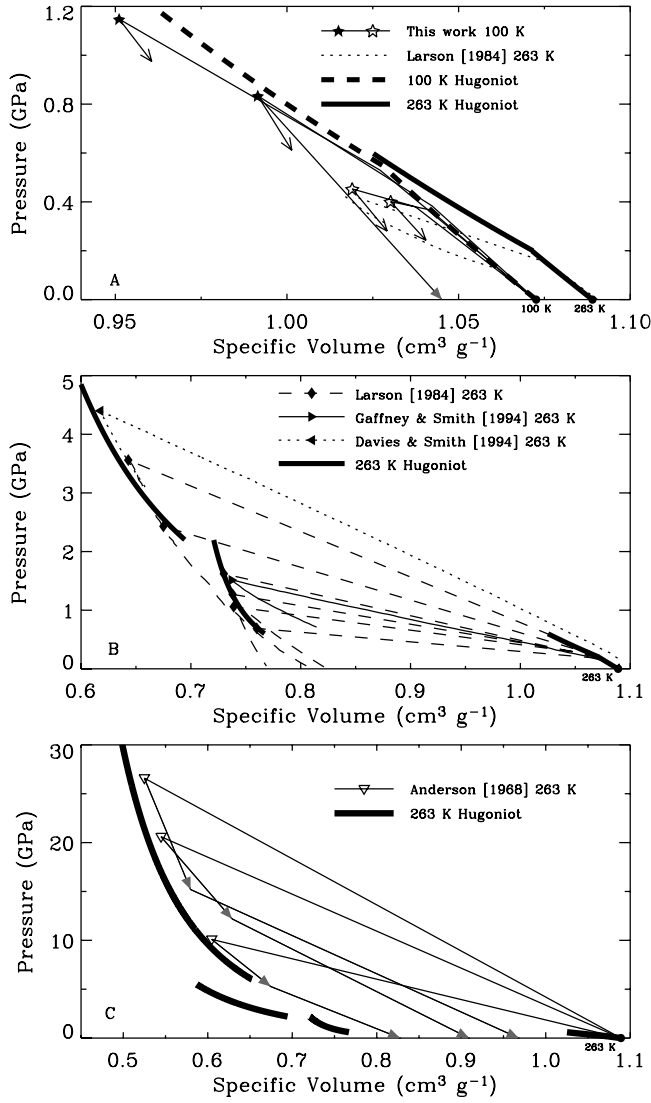 1.2
This work 100 K
Larson [1984] 263 K
100 K Hugoniot
263 K Hugoniot
0.8
0.4
0.0
Pressure (GPa)
A
100 K
263 K
0.95
1.00
1.05
1.10
Specific Volume (cm³ g⁻¹)
5
4
3
2
1
0
Pressure (GPa)
Larson [1984] 263 K
Gaffney & Smith [1994] 263 K
Davies & Smith [1994] 263 K
263 K Hugoniot
B
263 K
0.6
0.7
0.8
0.9
1.0
1.1
Specific Volume (cm³ g⁻¹)
30
20
10
0
Pressure (GPa)
Anderson [1968] 263 K
263 K Hugoniot
C
263 K
0.5
0.6
0.7
0.8
0.9
1.0
1.1
Specific Volume (cm³ g⁻¹)